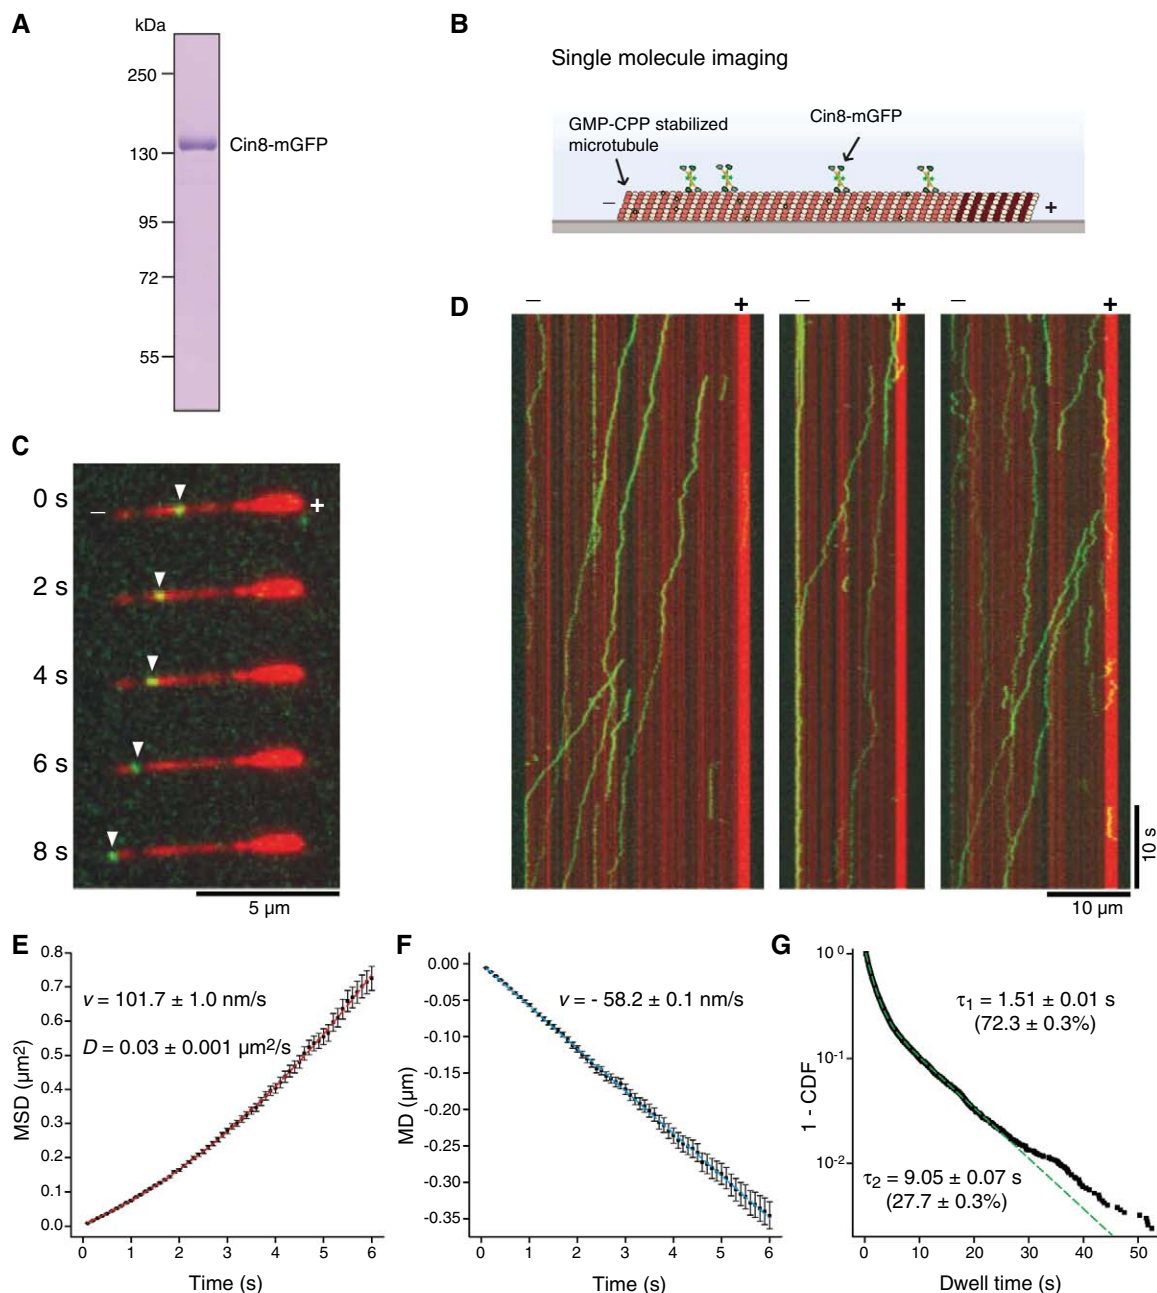 A
kDa
250
130
95
72
55
Cin8-mGFP
B
Single molecule imaging
GMP-CPP stabilized
microtubule
Cin8-mGFP
–
+
C
0 s
–
+
2 s
4 s
6 s
8 s
5 µm
D
–
+
–
+
–
+
10 s
10 µm
E
MSD (µm²)
0.8
0.7
0.6
0.5
0.4
0.3
0.2
0.1
0.0
v = 101.7 ± 1.0 nm/s
D = 0.03 ± 0.001 µm²/s
0 1 2 3 4 5 6
Time (s)
F
MD (µm)
0.00
-0.05
-0.10
-0.15
-0.20
-0.25
-0.30
-0.35
v = - 58.2 ± 0.1 nm/s
0 1 2 3 4 5 6
Time (s)
G
1 - CDF
10⁰
10⁻¹
10⁻²
τ₁ = 1.51 ± 0.01 s
(72.3 ± 0.3%)
τ₂ = 9.05 ± 0.07 s
(27.7 ± 0.3%)
0 10 20 30 40 50
Dwell time (s)